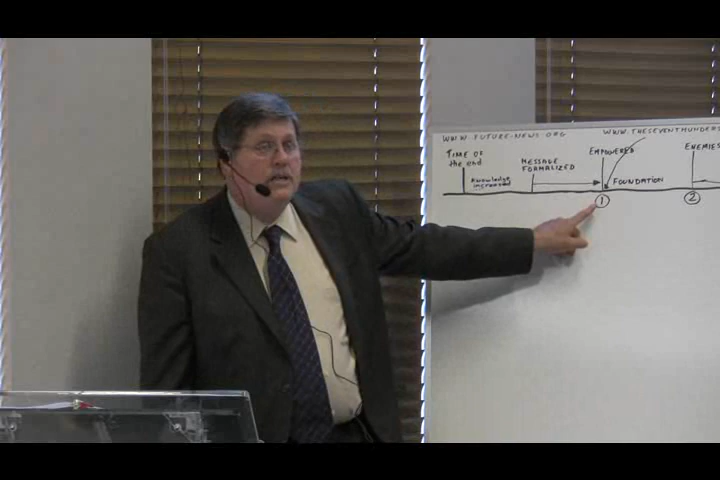 WWW.FUTURE-NEWS.ORG
WWW.THESEVENTHUNDERS
TIME OF
the end
Knowledge
increased
MESSAGE
FORMALIZED
EMPOWERED
FOUNDATION
1
ENEMIES
2